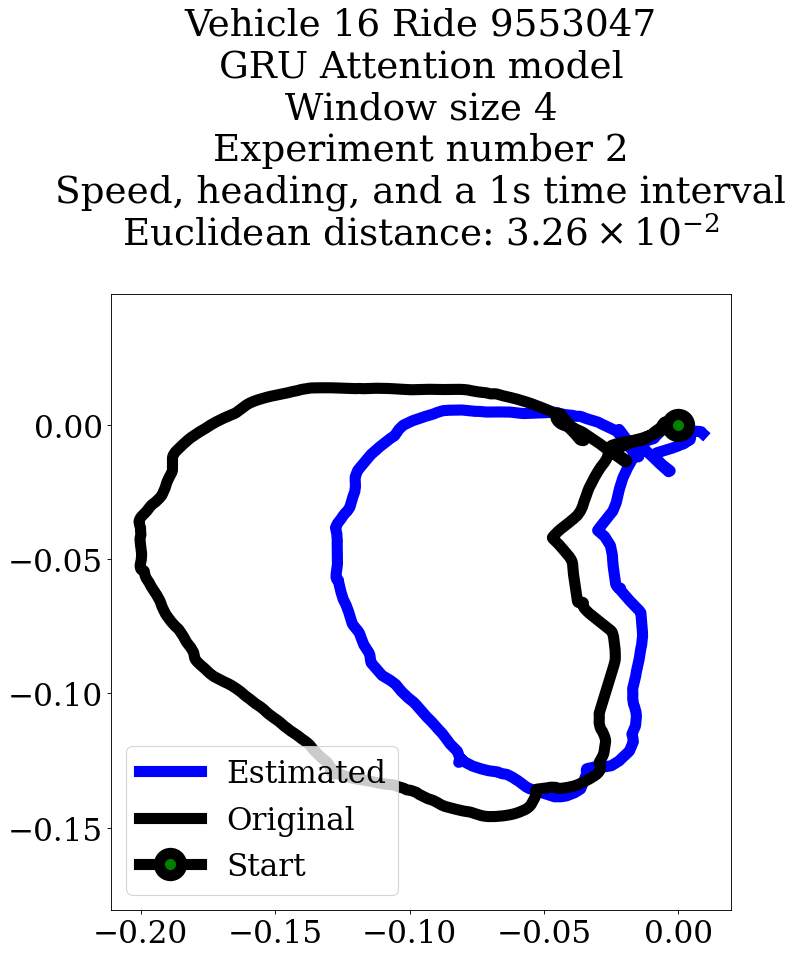 Vehicle 16 Ride 9553047
GRU Attention model
Window size 4
Experiment number 2
Speed, heading, and a 1s time interval
Euclidean distance: 3.26 × 10⁻²
0.00
−0.05
−0.10
−0.15
Estimated
Original
Start
−0.20 −0.15 −0.10 −0.05 0.00